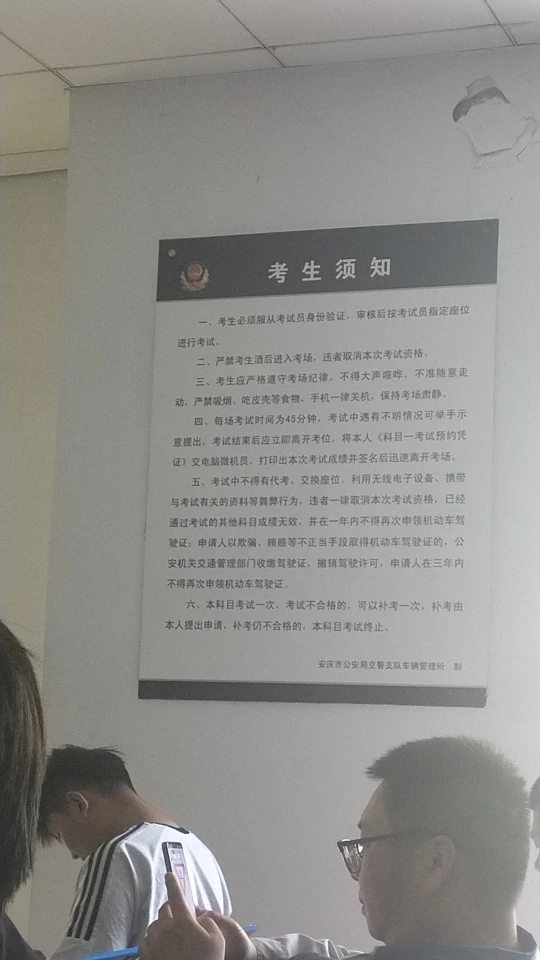 考生须知
一、考生必须服从考试员身份验证，审核后按考试员指定座位
进行考试。
二、严禁考生酒后进入考场，违者取消本次考试资格。
三、考生应严格遵守考场纪律，不得大声喧哗，不准随意走
动，严禁吸烟、吃皮壳等食物，手机一律关机，保持考场肃静。
四、每场考试时间为45分钟，考试中遇有不明情况可举手示
意提出，考试结束后应立即离开考位，将本人《科目一考试预约凭
证》交电脑微机员，打印出本次考试成绩并签名后迅速离开考场。
五、考试中不得有代考、交换座位、利用无线电子设备、携带
与考试有关的资料等舞弊行为，违者一律取消本次考试资格，已经
通过考试的其他科目成绩无效，并在一年内不得再次申领机动车驾
驶证；申请人以欺骗、贿赂等不正当手段取得机动车驾驶证的，公
安机关交通管理部门收缴驾驶证，撤销驾驶许可，申请人在三年内
不得再次申领机动车驾驶证。
六、本科目考试一次，考试不合格的，可以补考一次，补考由
本人提出申请，补考仍不合格的，本科目考试终止。
安庆市公安局交警支队车辆管理所 制